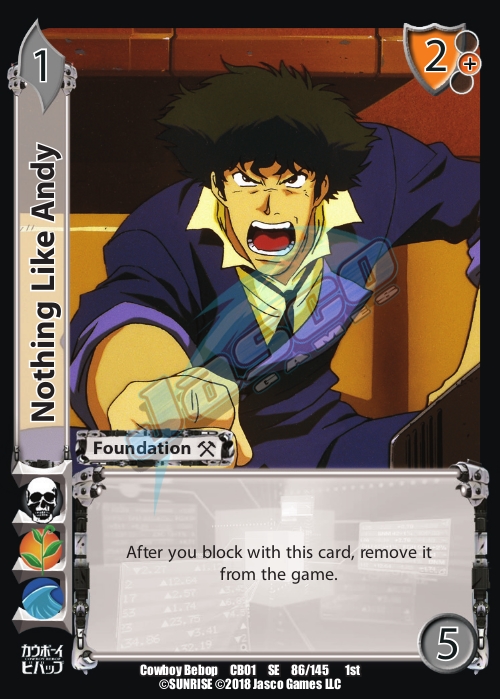 1
2
+
Nothing Like Andy
JASCO
GAMES
Foundation
After you block with this card, remove it
from the game.
カウボーイ
ビバップ
5
Cowboy Bebop CB01 SE 86/145 1st
©SUNRISE ©2018 Jasco Games LLC